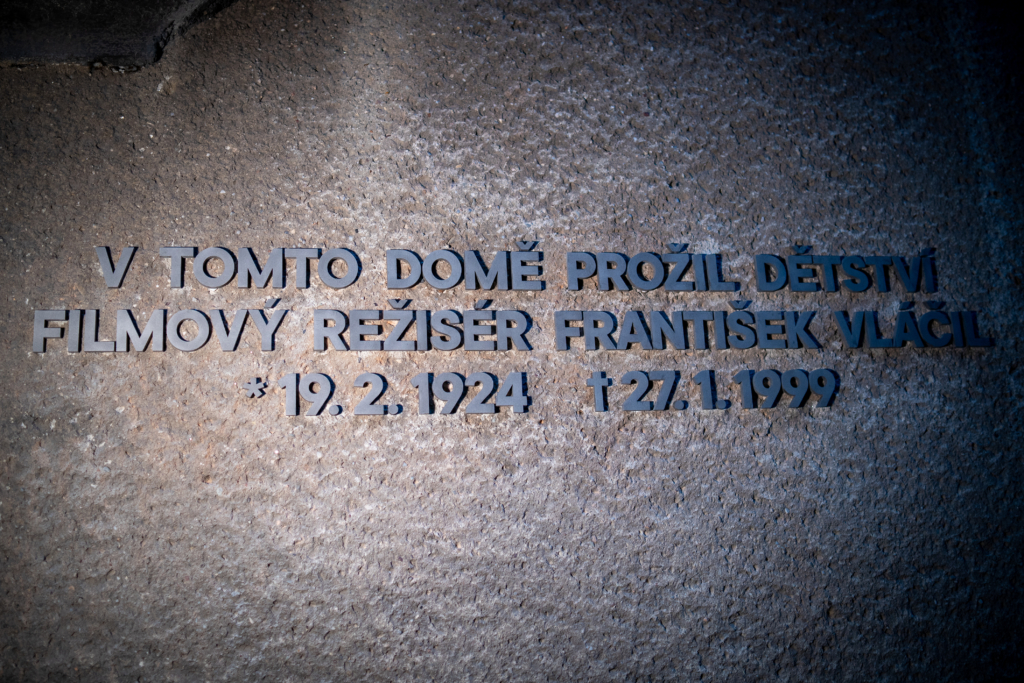 V TOMTO DOMĚ PROŽIL DĚTSTVÍ
FILMOVÝ REŽISÉR FRANTIŠEK VLÁČIL
* 19. 2. 1924 † 27. 1. 1999